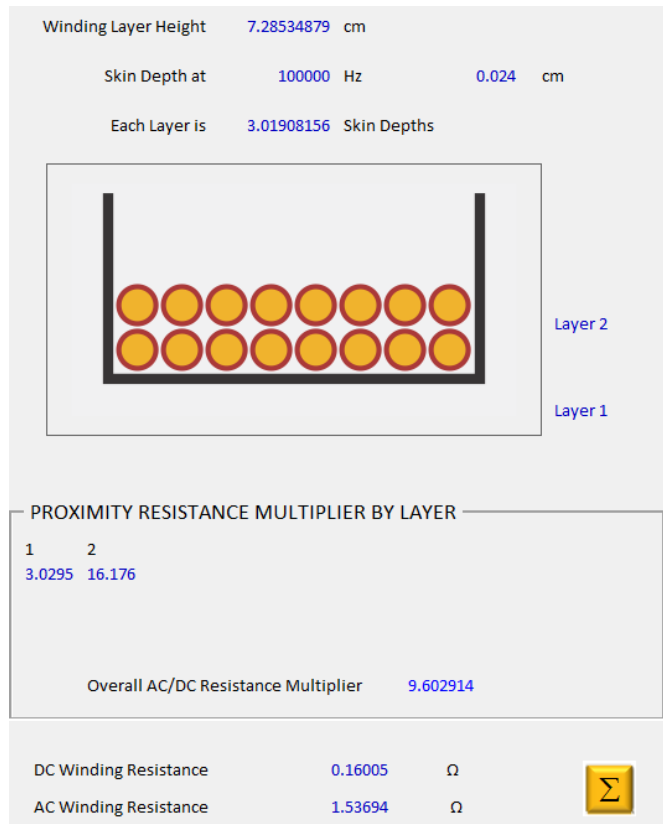 Winding Layer Height 7.28534879 cm
Skin Depth at 100000 Hz 0.024 cm
Each Layer is 3.01908156 Skin Depths
Layer 2
Layer 1
PROXIMITY RESISTANCE MULTIPLIER BY LAYER
1 2
3.0295 16.176
Overall AC/DC Resistance Multiplier 9.602914
DC Winding Resistance 0.16005 Ω
AC Winding Resistance 1.53694 Ω
Σ